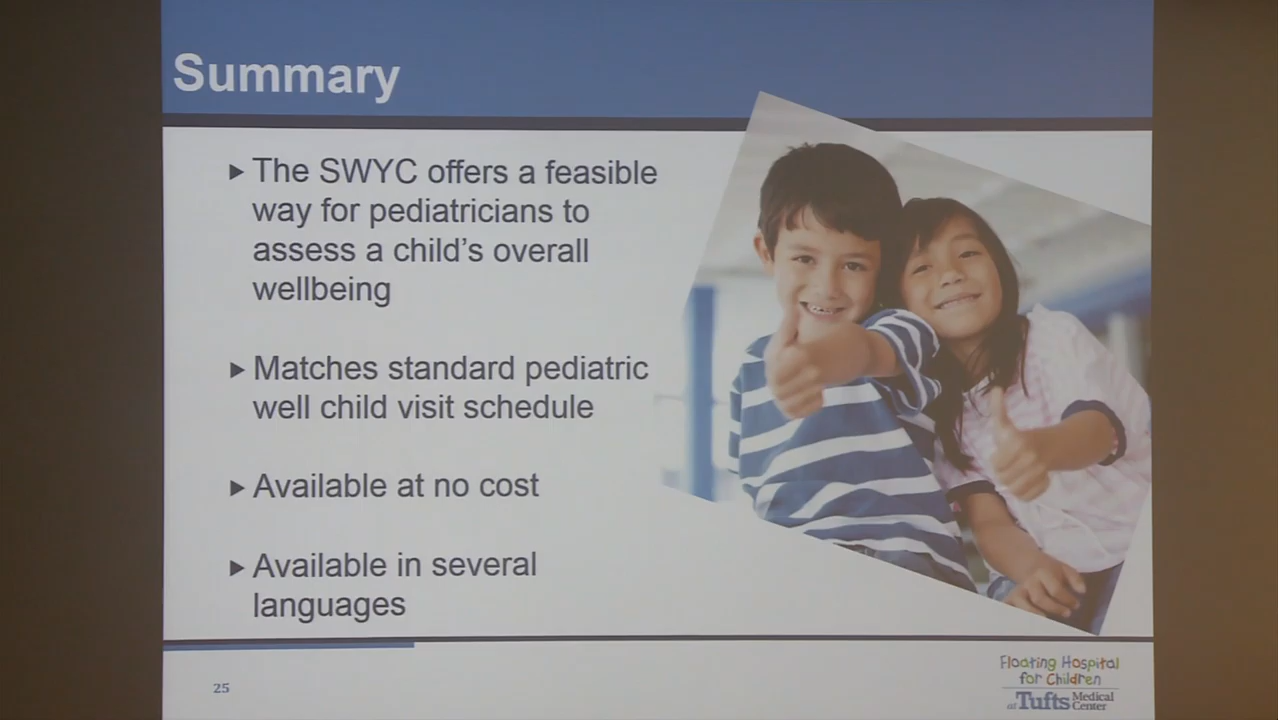 Summary
▸ The SWYC offers a feasible
way for pediatricians to
assess a child's overall
wellbeing
▸ Matches standard pediatric
well child visit schedule
▸ Available at no cost
▸ Available in several
languages
25
Floating Hospital
for Children
at Tufts Medical
Center